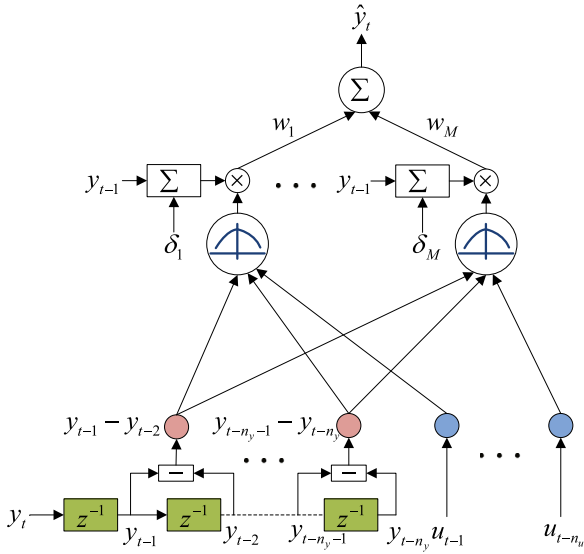 ŷ_t
Σ
w_1 w_M
y_{t-1} Σ × • • • y_{t-1} Σ ×
δ_1 δ_M
y_{t-1} − y_{t-2} y_{t-n_y-1} − y_{t-n_y}
− • • • − • • •
y_t z^{-1} y_{t-1} z^{-1} y_{t-2} y_{t-n_y-1} z^{-1} y_{t-n_y} u_{t-1} u_{t-n_u}